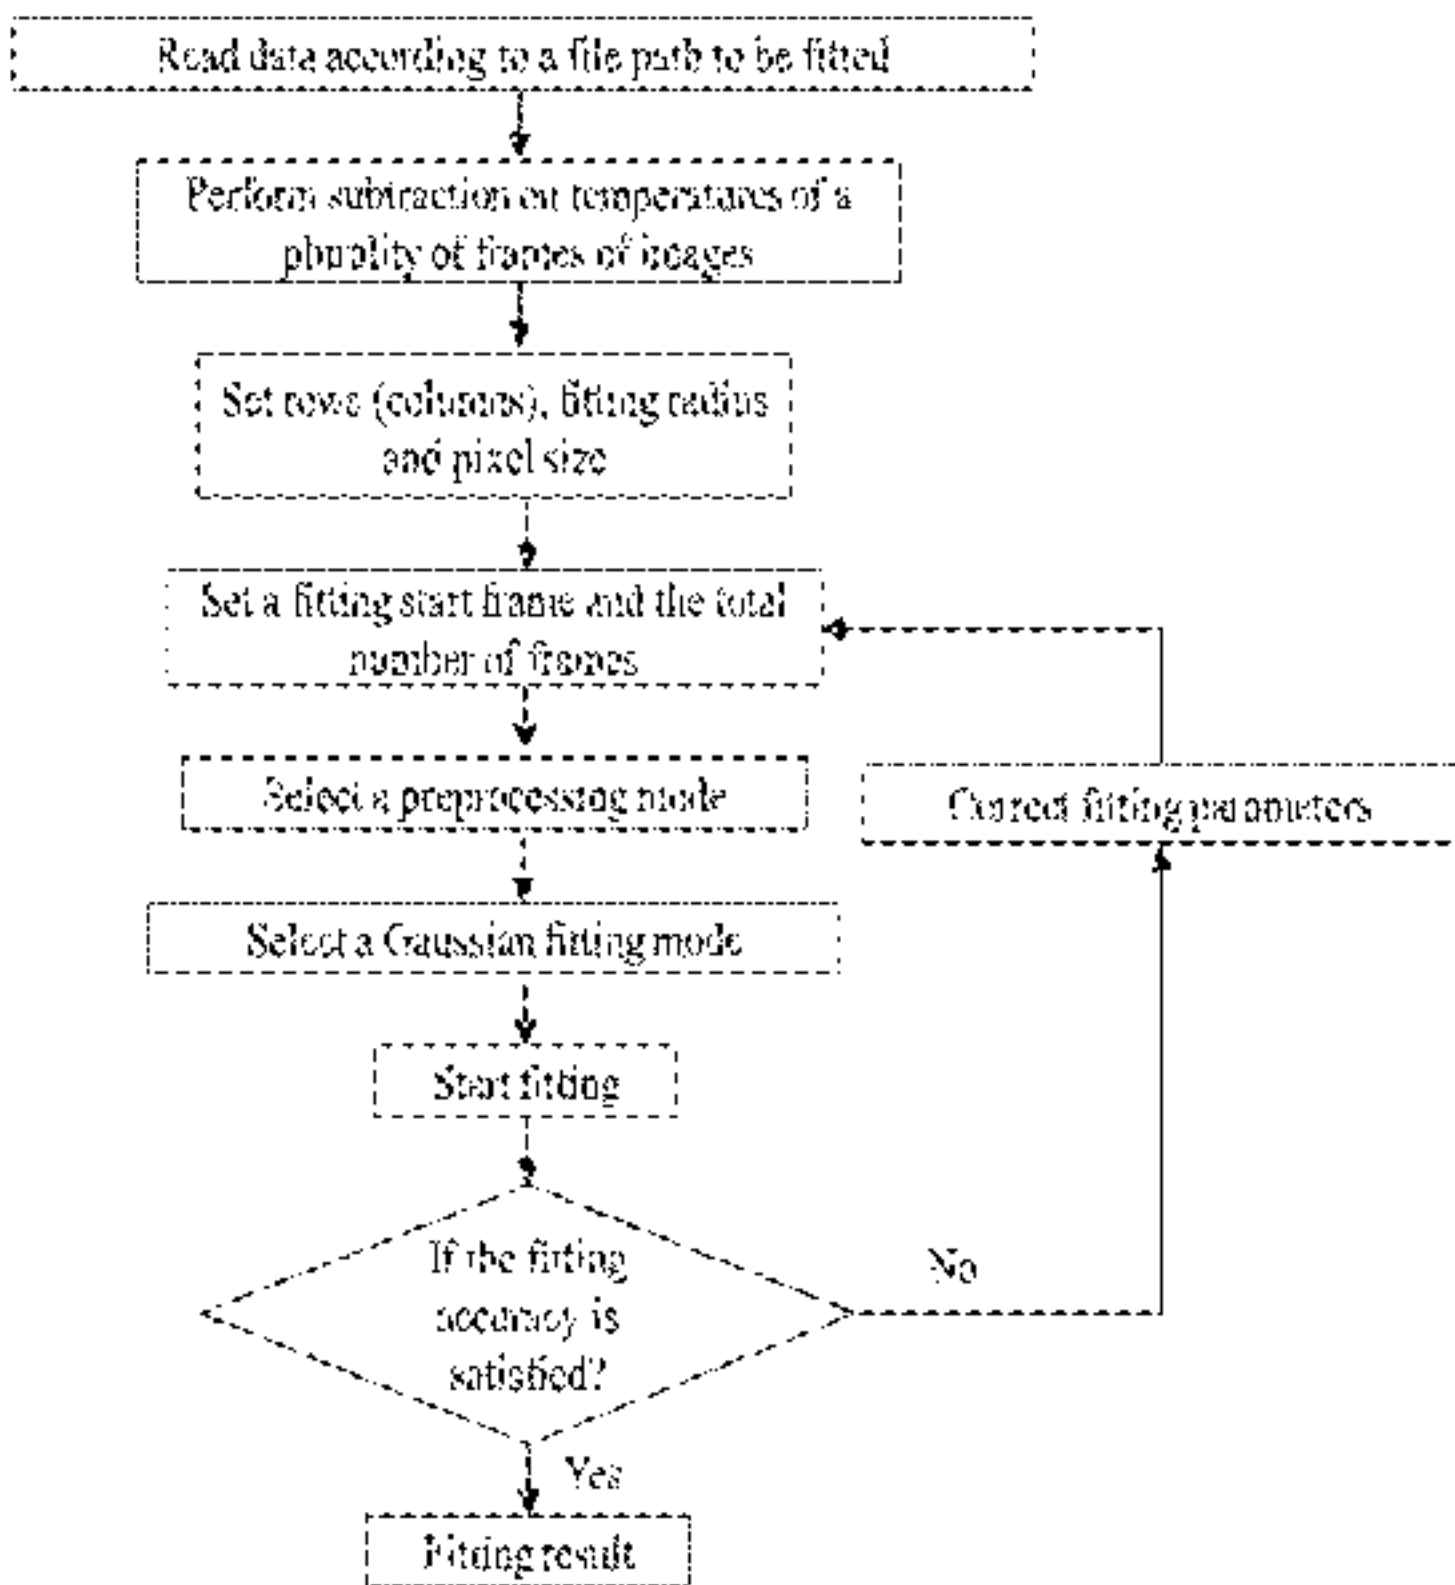 Read data according to a file path to be fitted
Perform subtraction on temperatures of a
plurality of frames of images
Set rows (columns), fitting radius
and pixel size
Set a fitting start frame and the total
number of frames
Select a preprocessing mode
Correct fitting parameters
Select a Gaussian fitting mode
Start fitting
If the fitting
accuracy is
satisfied?
No
Yes
Fitting result